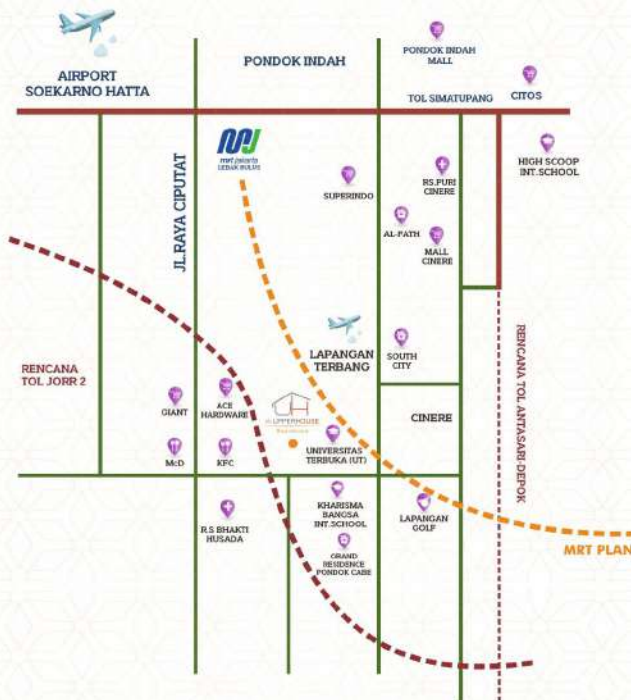 AIRPORT
SOEKARNO HATTA
PONDOK INDAH
PONDOK INDAH
MALL
TOL SIMATUPANG
CITOS
JL.RAYA CIPUTAT
mrt jakarta
LEBAK BULUS
SUPERINDO
RS.PURI
CINERE
HIGH SCOOP
INT.SCHOOL
AL-FATH
MALL
CINERE
LAPANGAN
TERBANG
SOUTH
CITY
RENCANA TOL ANTASARI-DEPOK
RENCANA
TOL JORR 2
GIANT
ACE
HARDWARE
UPPERHOUSE
CINERE
McD
KFC
UNIVERSITAS
TERBUKA (UT)
R.S BHAKTI
HUSADA
KHARISMA
BANGSA
INT.SCHOOL
LAPANGAN
GOLF
GRAND
RESIDENCE
PONDOK CABE
MRT PLAN